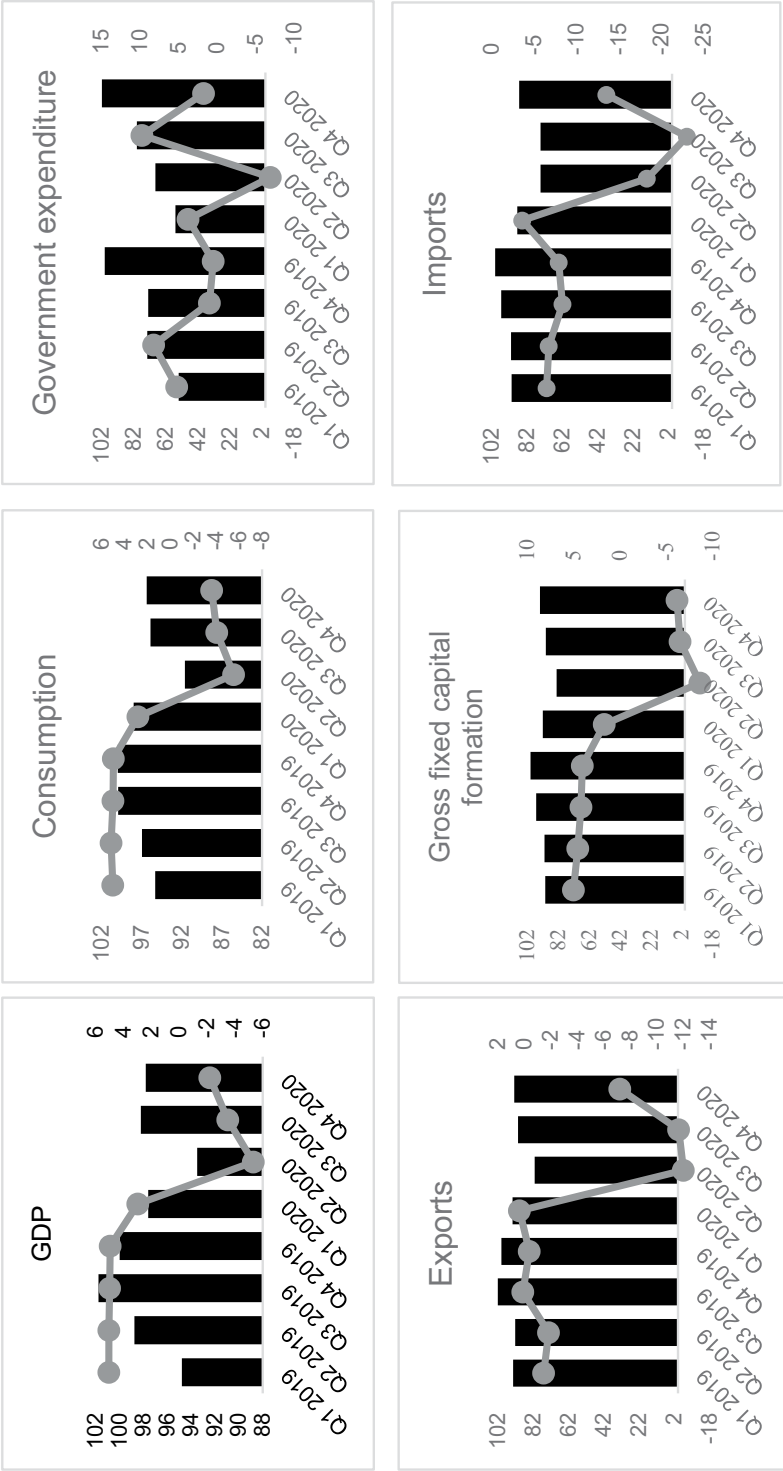 GDP
102
100
98
96
94
92
90
88
6
4
2
0
-2
-4
-6
Q1 2019
Q2 2019
Q3 2019
Q4 2019
Q1 2020
Q2 2020
Q3 2020
Q4 2020
Consumption
102
97
92
87
82
6
4
2
0
-2
-4
-6
-8
Q1 2019
Q2 2019
Q3 2019
Q4 2019
Q1 2020
Q2 2020
Q3 2020
Q4 2020
Government expenditure
102
82
62
42
22
2
-18
15
10
5
0
-5
-10
Q1 2019
Q2 2019
Q3 2019
Q4 2019
Q1 2020
Q2 2020
Q3 2020
Q4 2020
Exports
102
82
62
42
22
2
-18
2
0
-2
-4
-6
-8
-10
-12
-14
Q1 2019
Q2 2019
Q3 2019
Q4 2019
Q1 2020
Q2 2020
Q3 2020
Q4 2020
Gross fixed capital
formation
102
82
62
42
22
2
-18
10
5
0
-5
-10
Q1 2019
Q2 2019
Q3 2019
Q4 2019
Q1 2020
Q2 2020
Q3 2020
Q4 2020
Imports
102
82
62
42
22
2
-18
0
-5
-10
-15
-20
-25
Q1 2019
Q2 2019
Q3 2019
Q4 2019
Q1 2020
Q2 2020
Q3 2020
Q4 2020